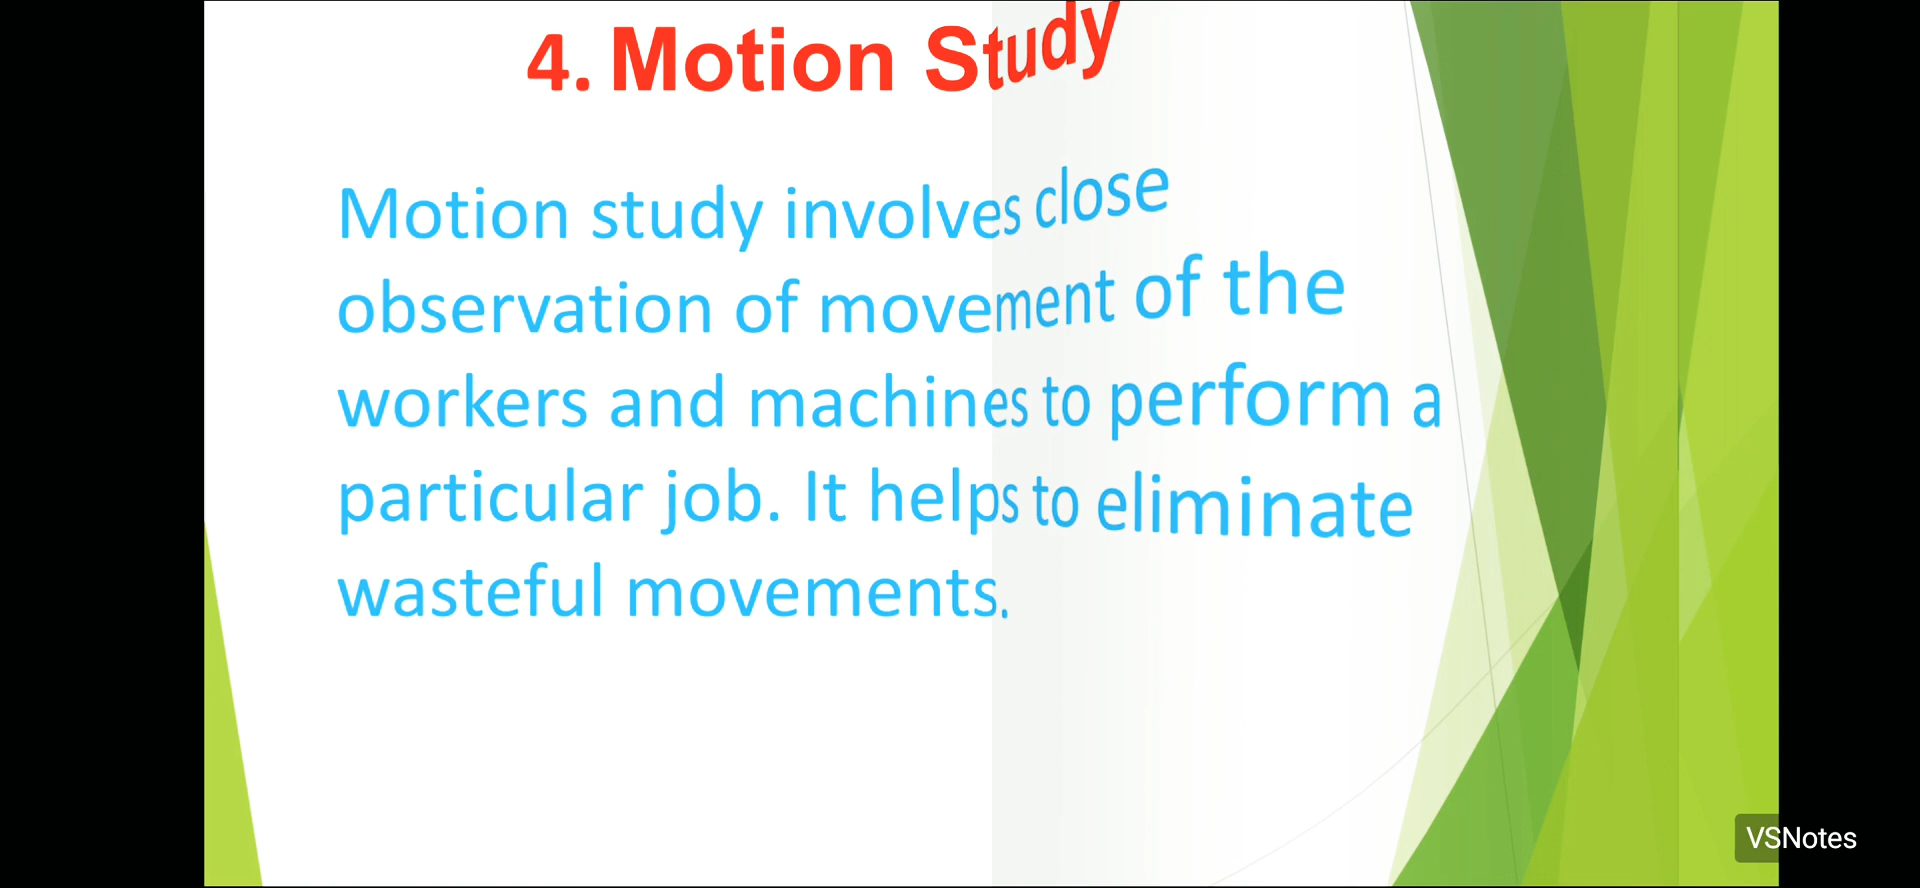 4. Motion Study
Motion study involves close
observation of movement of the
workers and machines to perform a
particular job. It helps to eliminate
wasteful movements.
VSNotes